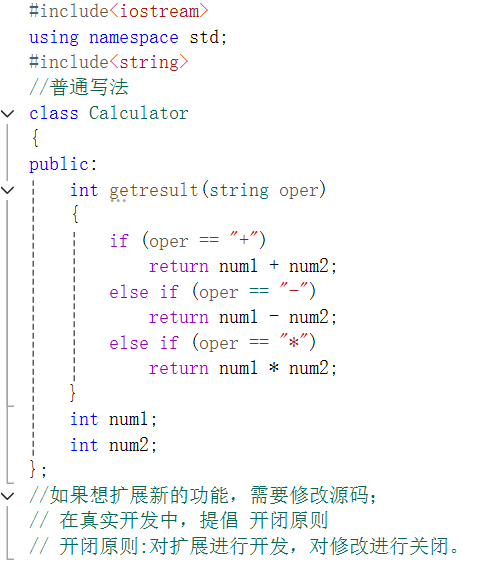 #include<iostream>
using namespace std;
#include<string>
//普通写法
class Calculator
{
public:
    int getresult(string oper)
    {
        if (oper == "+")
            return num1 + num2;
        else if (oper == "-")
            return num1 - num2;
        else if (oper == "*")
            return num1 * num2;
    }
    int num1;
    int num2;
};
//如果想扩展新的功能，需要修改源码；
// 在真实开发中，提倡 开闭原则
// 开闭原则:对扩展进行开发，对修改进行关闭。